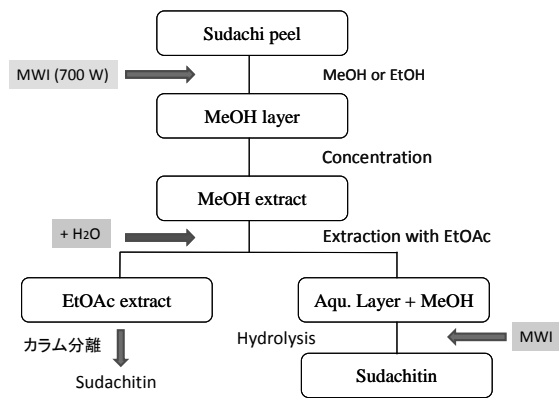 Sudachi peel
MWI (700 W)
MeOH or EtOH
MeOH layer
Concentration
MeOH extract
+ H2O
Extraction with EtOAc
EtOAc extract
Aqu. Layer + MeOH
カラム分離
Hydrolysis
MWI
Sudachitin
Sudachitin